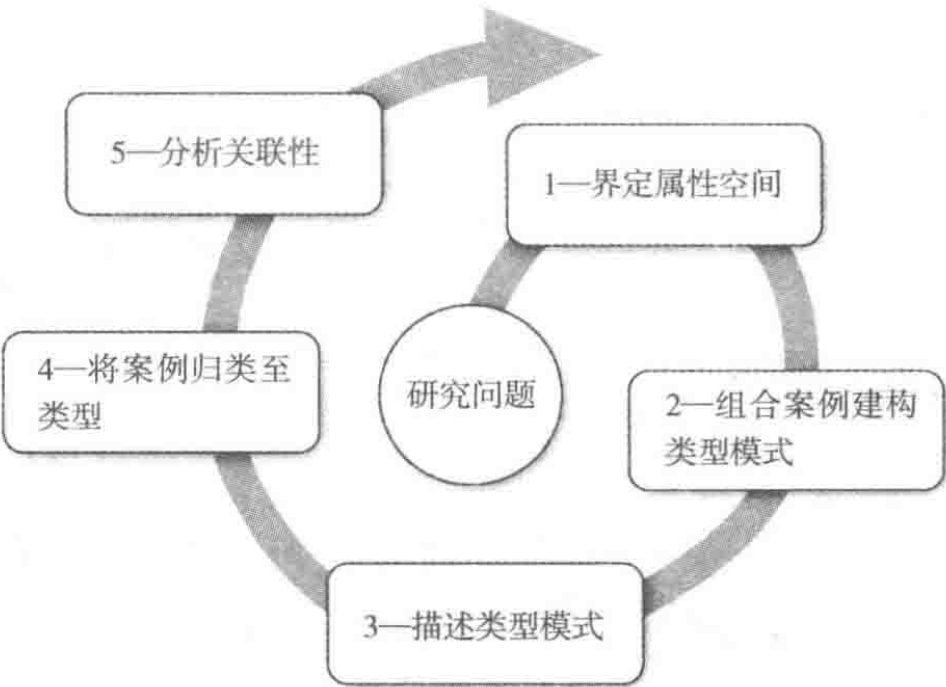 研究问题
1—界定属性空间
2—组合案例建构
类型模式
3—描述类型模式
4—将案例归类至
类型
5—分析关联性